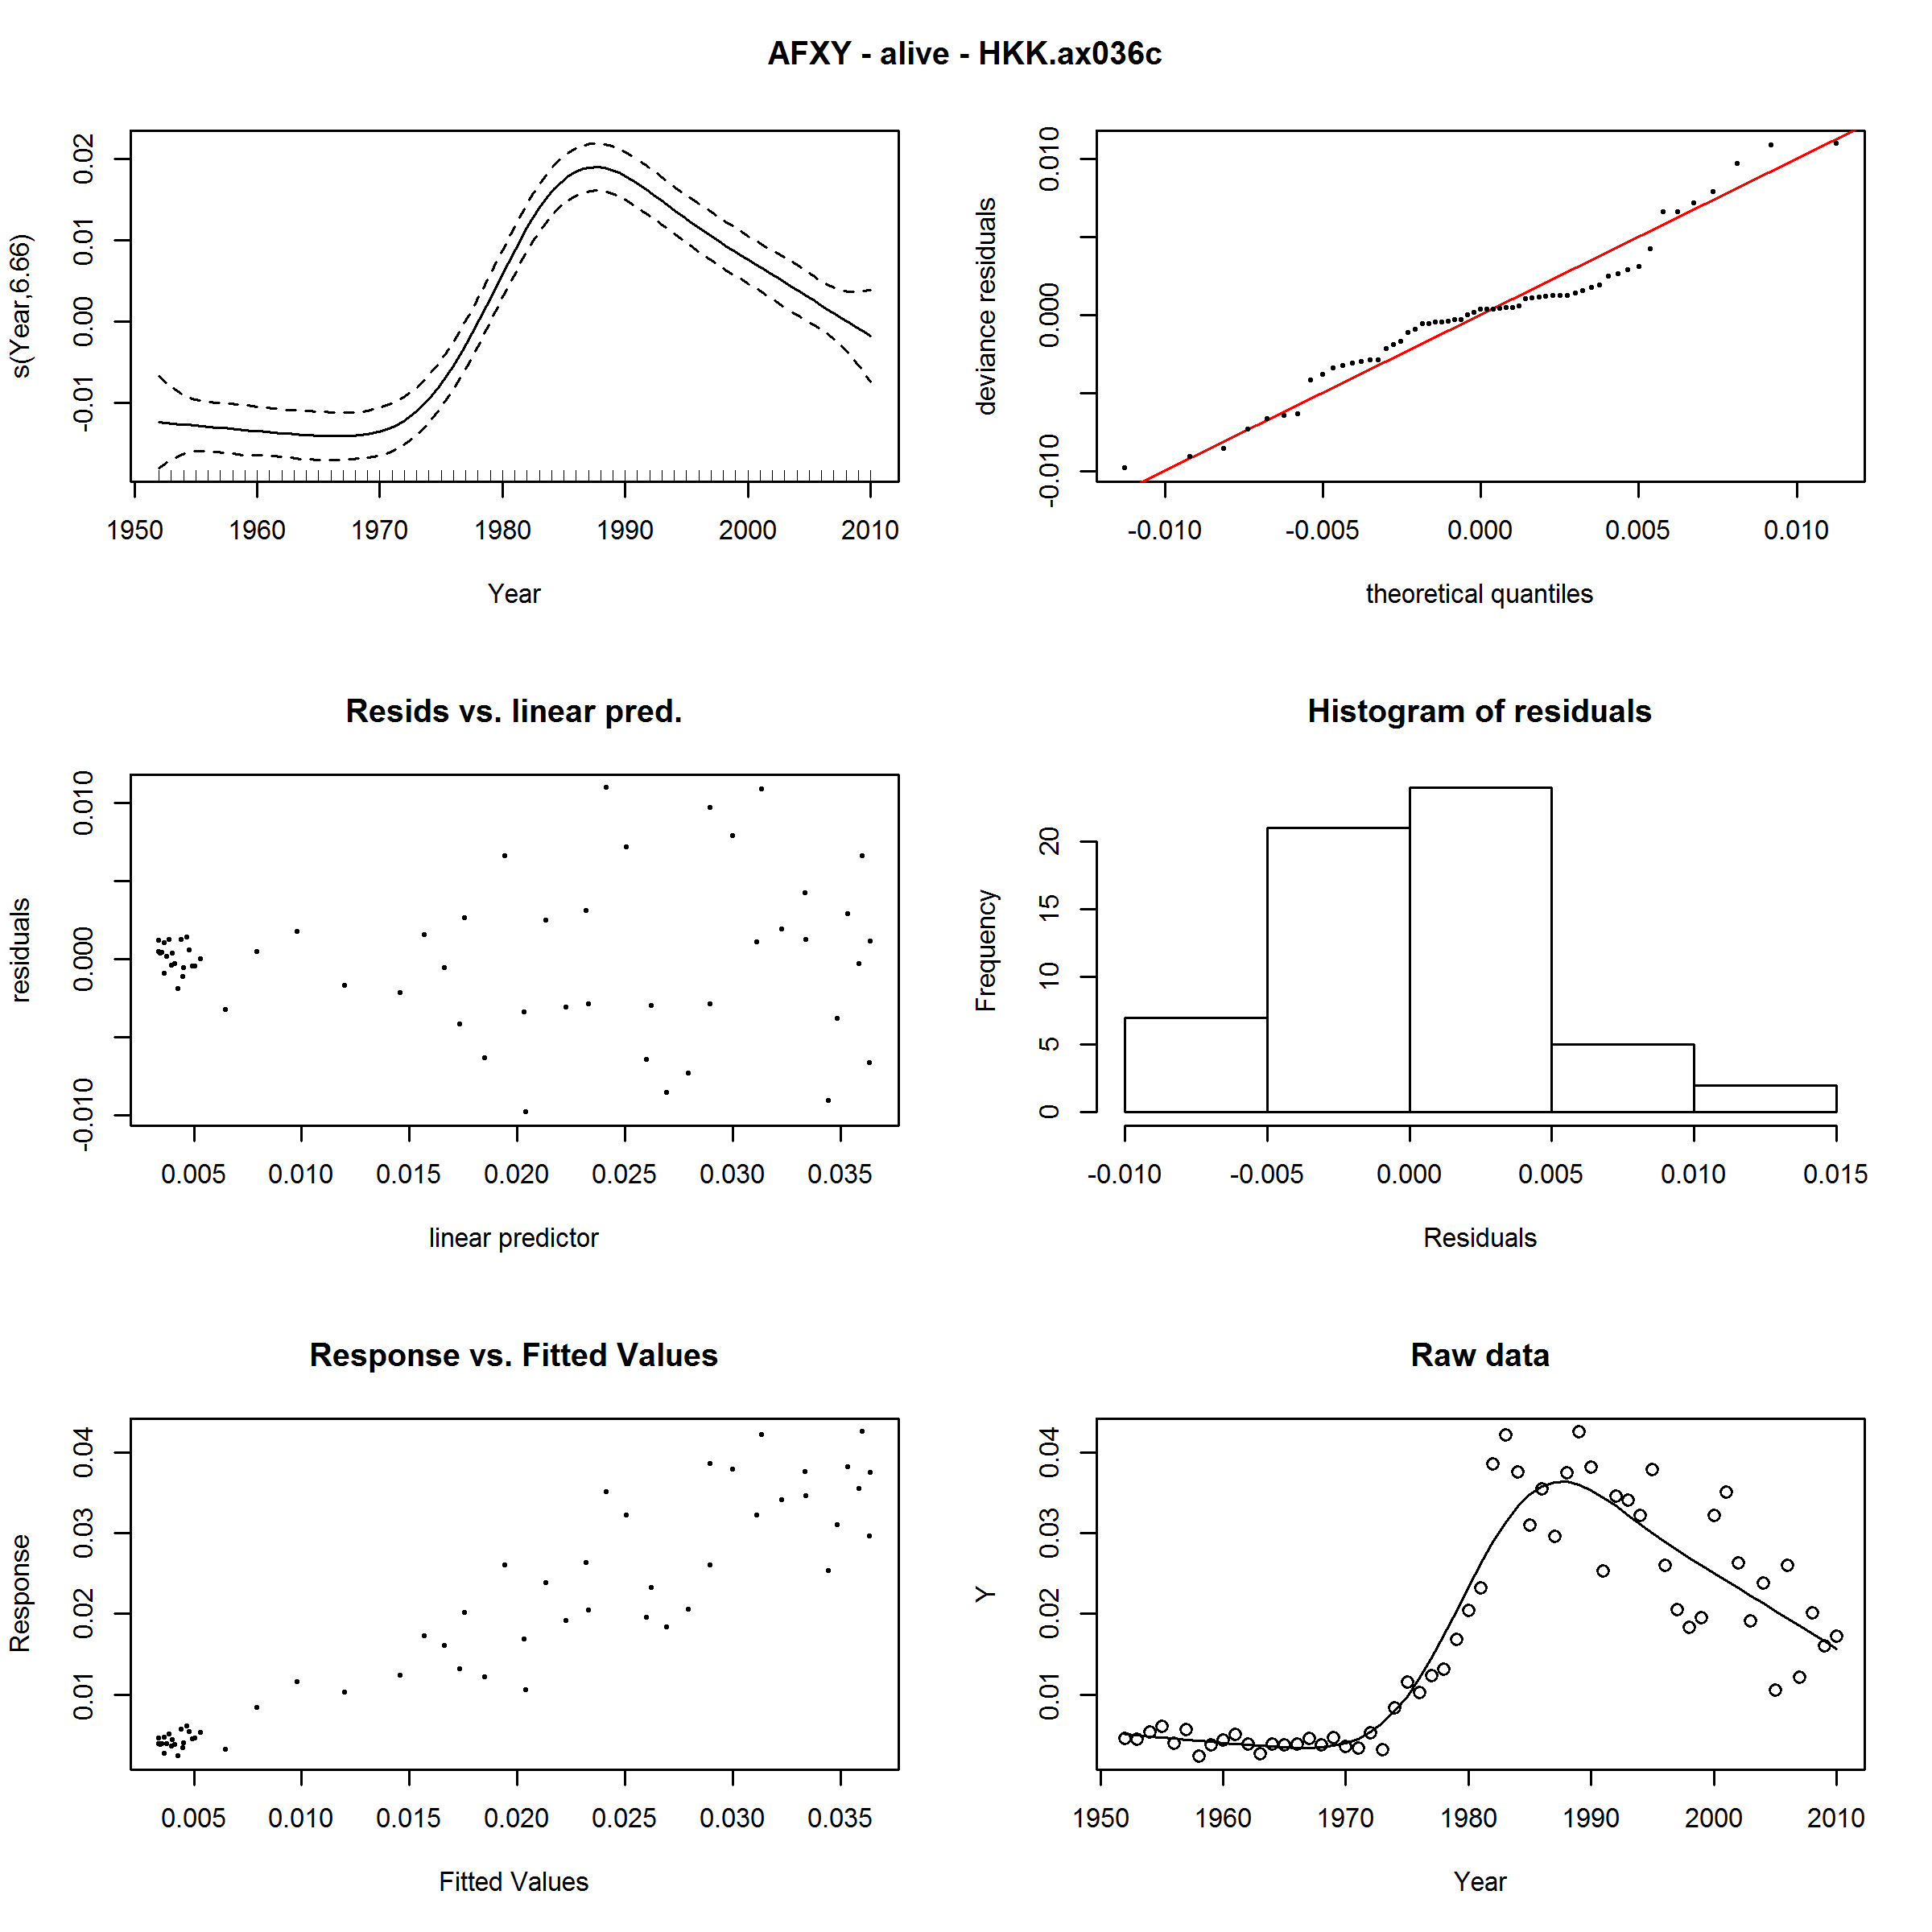 AFXY - alive - HKK.ax036c
s(Year,6.66)
0.02
0.01
0.00
-0.01
1950 1960 1970 1980 1990 2000 2010
Year
deviance residuals
0.010
0.000
-0.010
-0.010 -0.005 0.000 0.005 0.010
theoretical quantiles
Resids vs. linear pred.
residuals
0.010
0.000
-0.010
0.005 0.010 0.015 0.020 0.025 0.030 0.035
linear predictor
Histogram of residuals
Frequency
20
15
10
5
0
-0.010 -0.005 0.000 0.005 0.010 0.015
Residuals
Response vs. Fitted Values
Response
0.04
0.03
0.02
0.01
0.005 0.010 0.015 0.020 0.025 0.030 0.035
Fitted Values
Raw data
Y
0.04
0.03
0.02
0.01
1950 1960 1970 1980 1990 2000 2010
Year